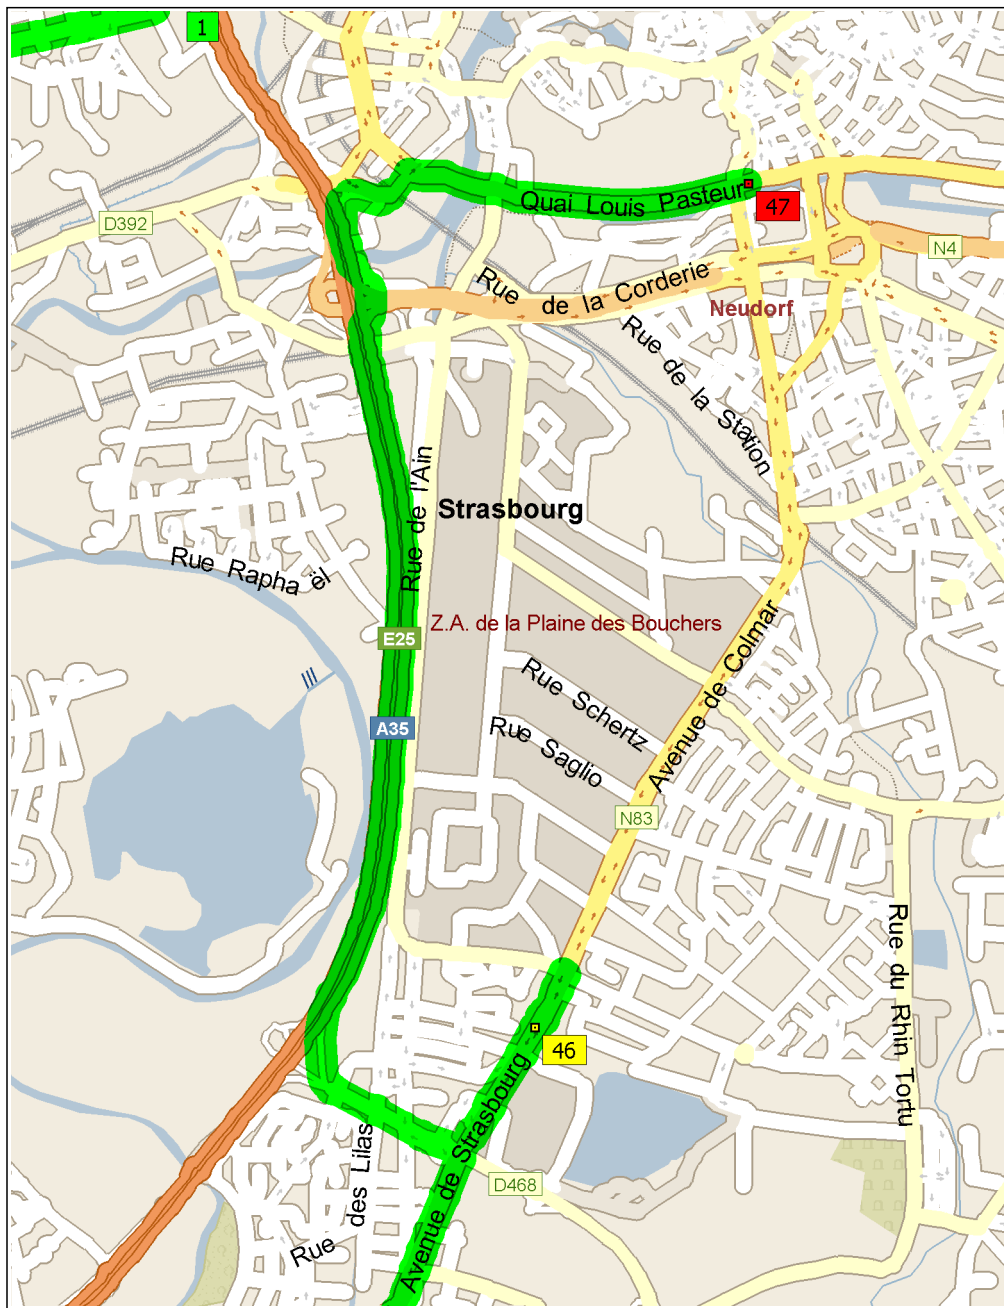 1
Quai Louis Pasteur
47
D392
N4
Rue de la Corderie
Neudorf
Rue de la Station
Rue de l'Ain
Strasbourg
Rue Raphaël
Z.A. de la Plaine des Bouchers
E25
Avenue de Colmar
Rue Schertz
A35
Rue Saglio
N83
Rue du Rhin Tortu
46
Avenue de Strasbourg
Rue des Lilas
D468
Rue